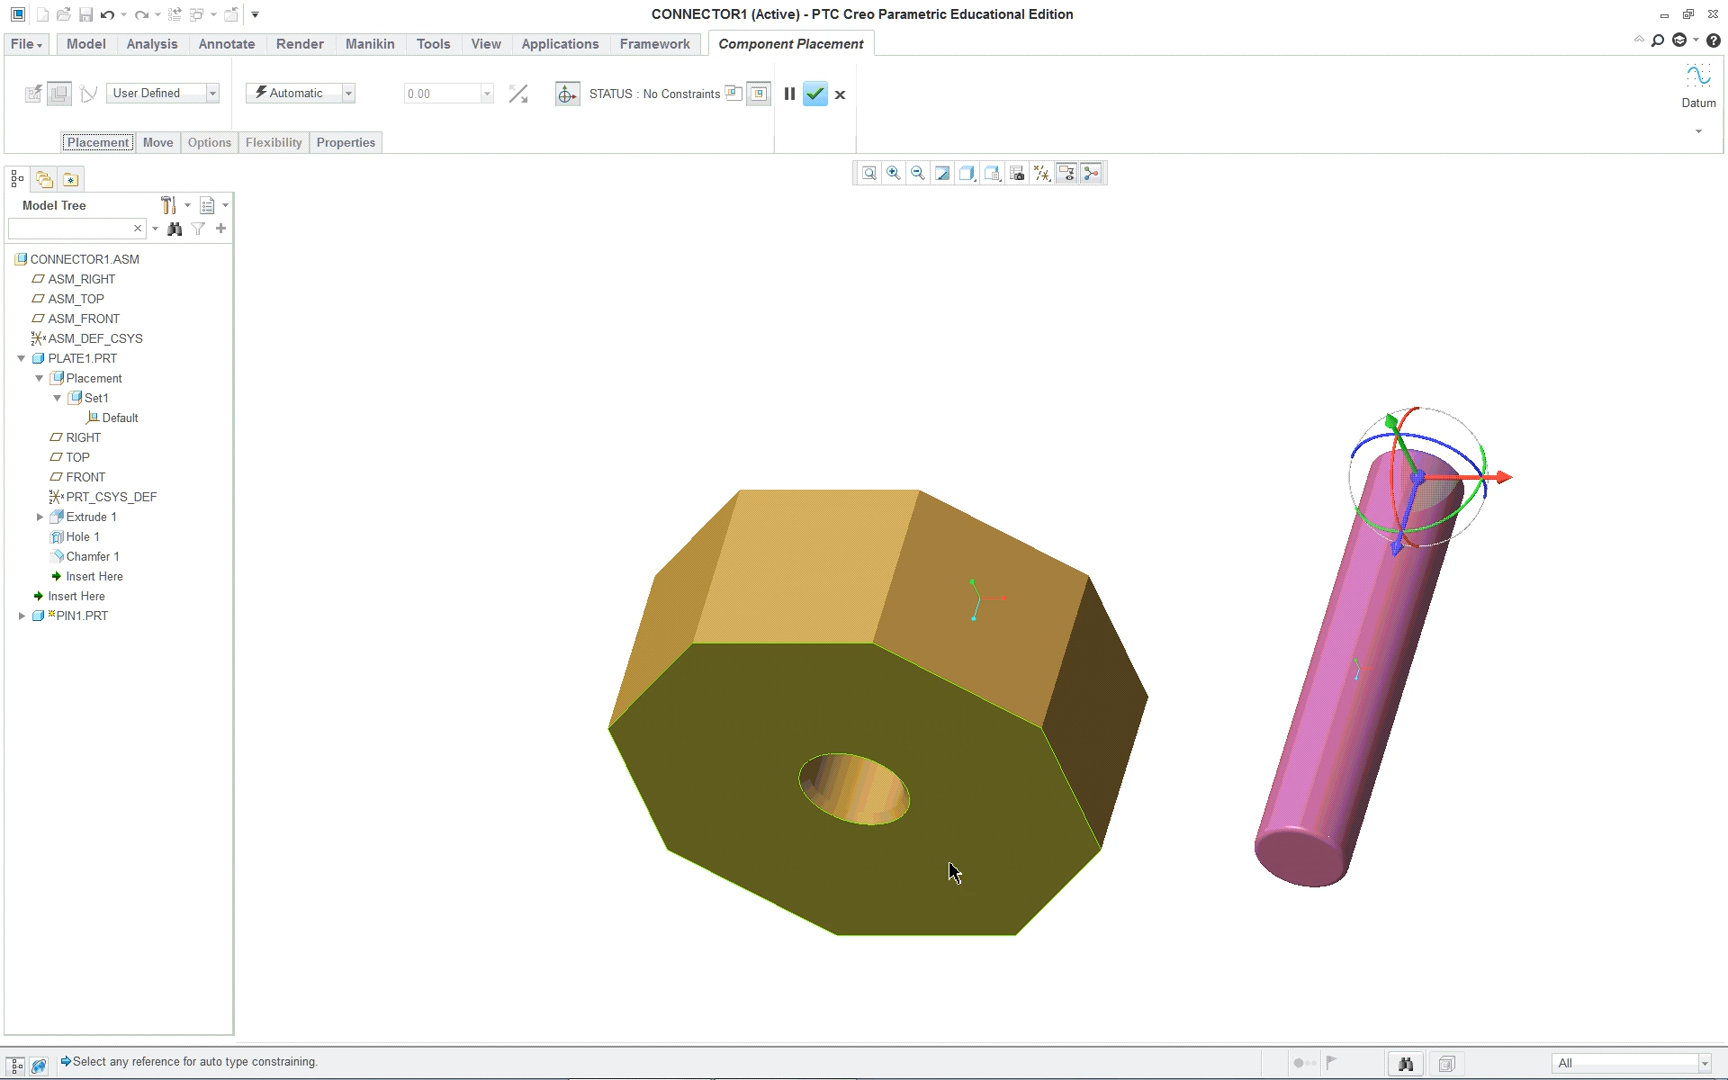 CONNECTOR1 (Active) - PTC Creo Parametric Educational Edition
File Model Analysis Annotate Render Manikin Tools View Applications Framework Component Placement
User Defined Automatic 0.00 STATUS : No Constraints
Datum
Placement Move Options Flexibility Properties
Model Tree
CONNECTOR1.ASM
ASM_RIGHT
ASM_TOP
ASM_FRONT
ASM_DEF_CSYS
PLATE1.PRT
Placement
Set1
Default
RIGHT
TOP
FRONT
PRT_CSYS_DEF
Extrude 1
Hole 1
Chamfer 1
Insert Here
Insert Here
PIN1.PRT
Select any reference for auto type constraining.
All